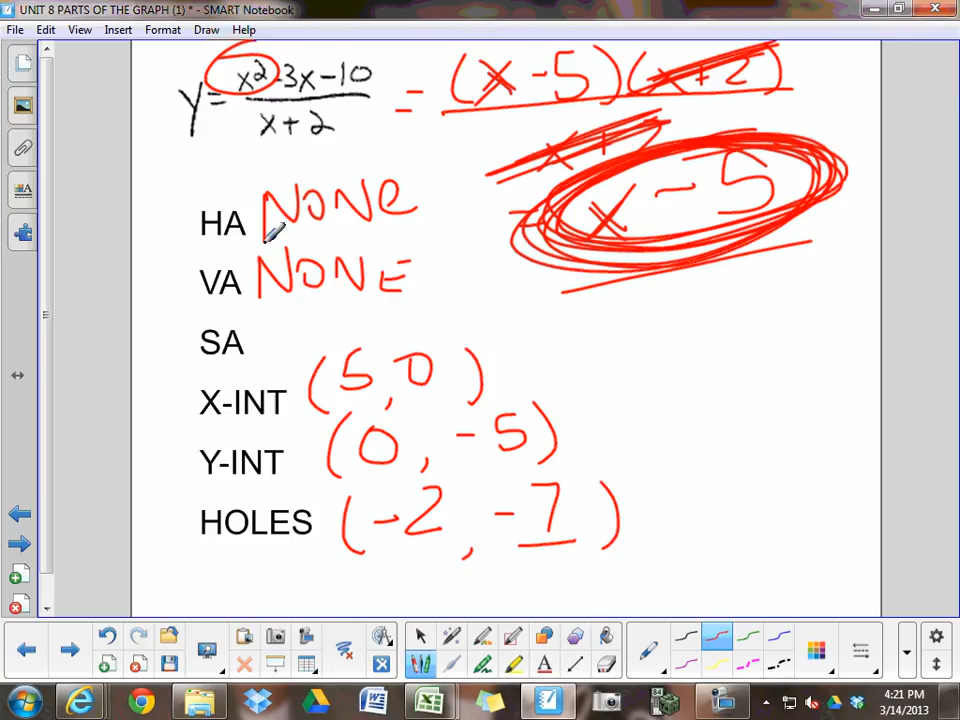 UNIT 8 PARTS OF THE GRAPH (1) * - SMART Notebook
File Edit View Insert Format Draw Help
y = x2-3x-10 / x+2 = (x-5)(x+2) / x+2
x-5
HA NONE
VA NONE
SA
X-INT (5,0)
Y-INT (0,-5)
HOLES (-2,-7)
4:21 PM
3/14/2013